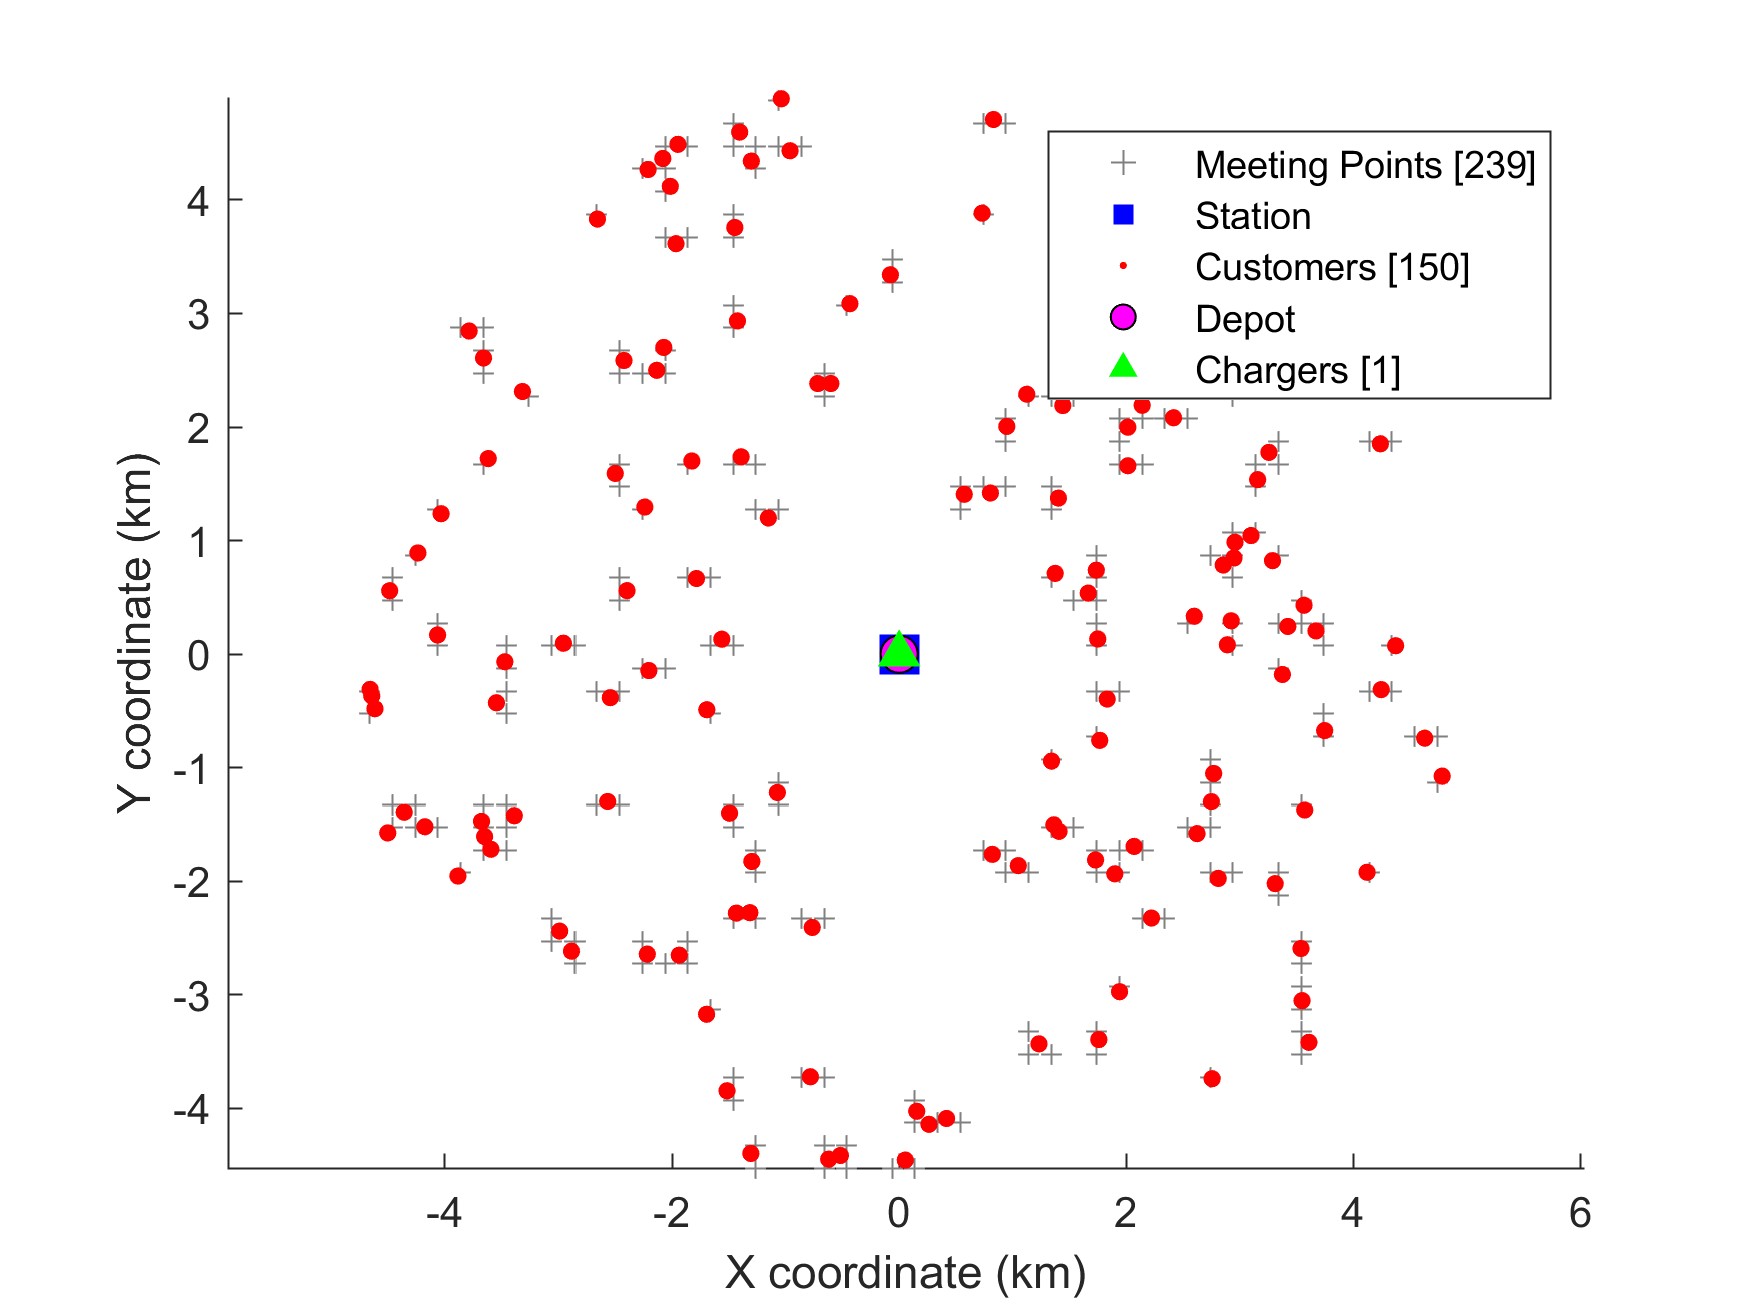 Meeting Points [239]
Station
Customers [150]
Depot
Chargers [1]
4
3
2
1
0
-1
-2
-3
-4
Y coordinate (km)
-4 -2 0 2 4 6
X coordinate (km)